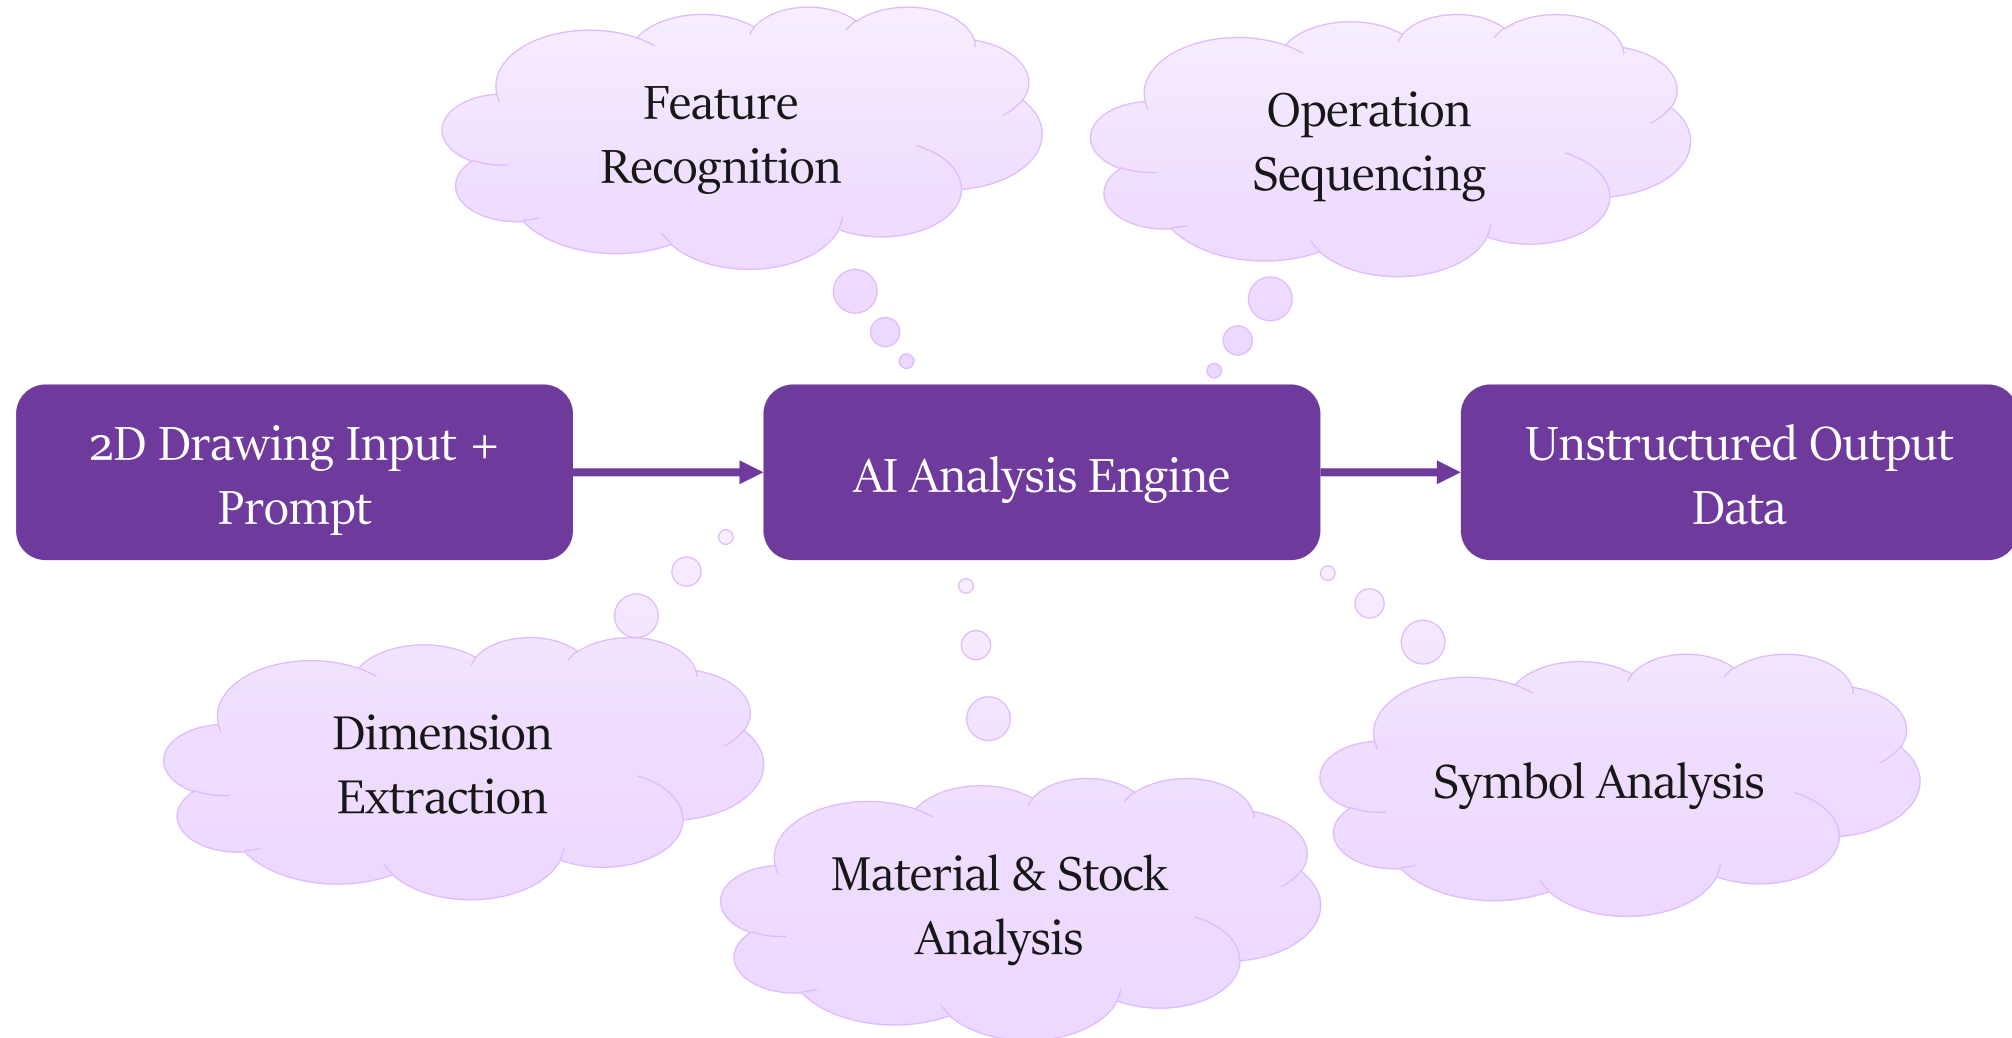 Feature
Recognition
Operation
Sequencing
2D Drawing Input +
Prompt
AI Analysis Engine
Unstructured Output
Data
Dimension
Extraction
Material & Stock
Analysis
Symbol Analysis